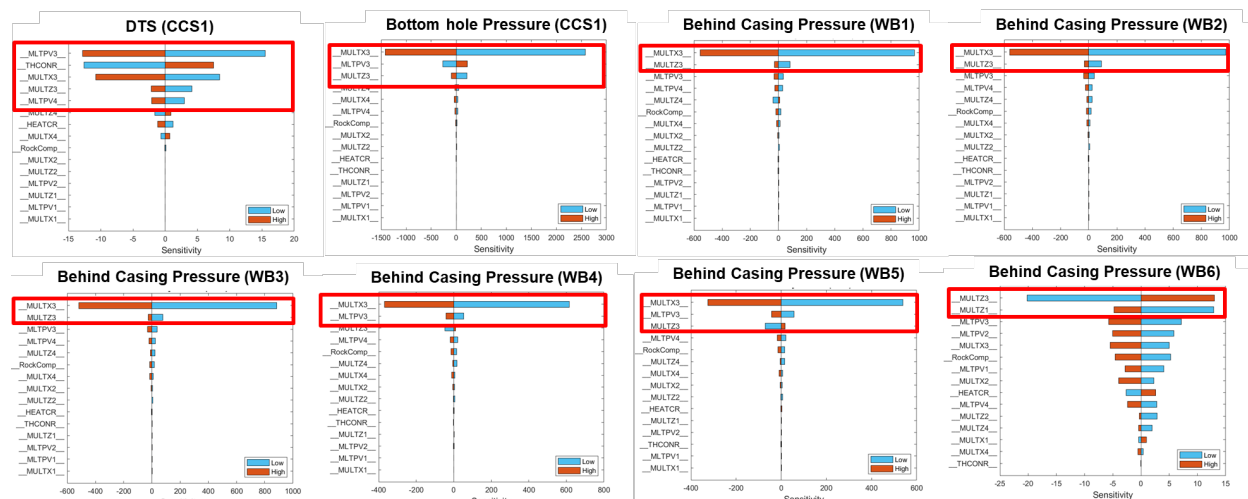 DTS (CCS1)
__MLTPV3__
__THCONR__
__MULTX3__
__MULTZ3__
__MLTPV4__
__MULTZ4__
__HEATCR__
__MULTX4__
__RockComp__
__MULTX2__
__MULTZ2__
__MLTPV2__
__MULTZ1__
__MLTPV1__
__MULTX1__
Low
High
-15 -10 -5 0 5 10 15 20
Sensitivity
Bottom hole Pressure (CCS1)
__MULTX3__
__MLTPV3__
__MULTZ3__
__MULTZ4__
__MULTX4__
__MLTPV4__
__RockComp__
__MULTX2__
__MULTZ2__
__HEATCR__
__THCONR__
__MULTZ1__
__MLTPV2__
__MLTPV1__
__MULTX1__
Low
High
-1500 -1000 -500 0 500 1000 1500 2000 2500 3000
Sensitivity
Behind Casing Pressure (WB1)
__MULTX3__
__MULTZ3__
__MLTPV3__
__MLTPV4__
__MULTZ4__
__RockComp__
__MULTX4__
__MULTX2__
__MULTZ2__
__HEATCR__
__THCONR__
__MLTPV2__
__MULTZ1__
__MLTPV1__
__MULTX1__
Low
High
-600 -400 -200 0 200 400 600 800 1000
Sensitivity
Behind Casing Pressure (WB2)
__MULTX3__
__MULTZ3__
__MLTPV3__
__MLTPV4__
__MULTZ4__
__RockComp__
__MULTX4__
__MULTX2__
__MULTZ2__
__HEATCR__
__THCONR__
__MLTPV2__
__MULTZ1__
__MLTPV1__
__MULTX1__
Low
High
-600 -400 -200 0 200 400 600 800 1000
Sensitivity
Behind Casing Pressure (WB3)
__MULTX3__
__MULTZ3__
__MLTPV3__
__MLTPV4__
__MULTZ4__
__RockComp__
__MULTX4__
__MULTX2__
__MULTZ2__
__HEATCR__
__THCONR__
__MULTZ1__
__MLTPV2__
__MLTPV1__
__MULTX1__
Low
High
-600 -400 -200 0 200 400 600 800 1000
Sensitivity
Behind Casing Pressure (WB4)
__MULTX3__
__MLTPV3__
__MULTZ3__
__MLTPV4__
__RockComp__
__MULTZ4__
__MULTX4__
__MULTX2__
__MULTZ2__
__HEATCR__
__THCONR__
__MULTZ1__
__MLTPV2__
__MLTPV1__
__MULTX1__
Low
High
-400 -200 0 200 400 600 800
Sensitivity
Behind Casing Pressure (WB5)
__MULTX3__
__MLTPV3__
__MULTZ3__
__MLTPV4__
__RockComp__
__MULTZ4__
__MULTX4__
__MULTX2__
__MULTZ2__
__HEATCR__
__MULTZ1__
__MLTPV2__
__THCONR__
__MLTPV1__
__MULTX1__
Low
High
-400 -200 0 200 400 600
Sensitivity
Behind Casing Pressure (WB6)
__MULTZ3__
__MULTZ1__
__MLTPV3__
__MLTPV2__
__MULTX3__
__RockComp__
__MLTPV1__
__MULTX2__
__HEATCR__
__MLTPV4__
__MULTZ2__
__MULTZ4__
__MULTX1__
__MULTX4__
__THCONR__
Low
High
-25 -20 -15 -10 -5 0 5 10 15
Sensitivity